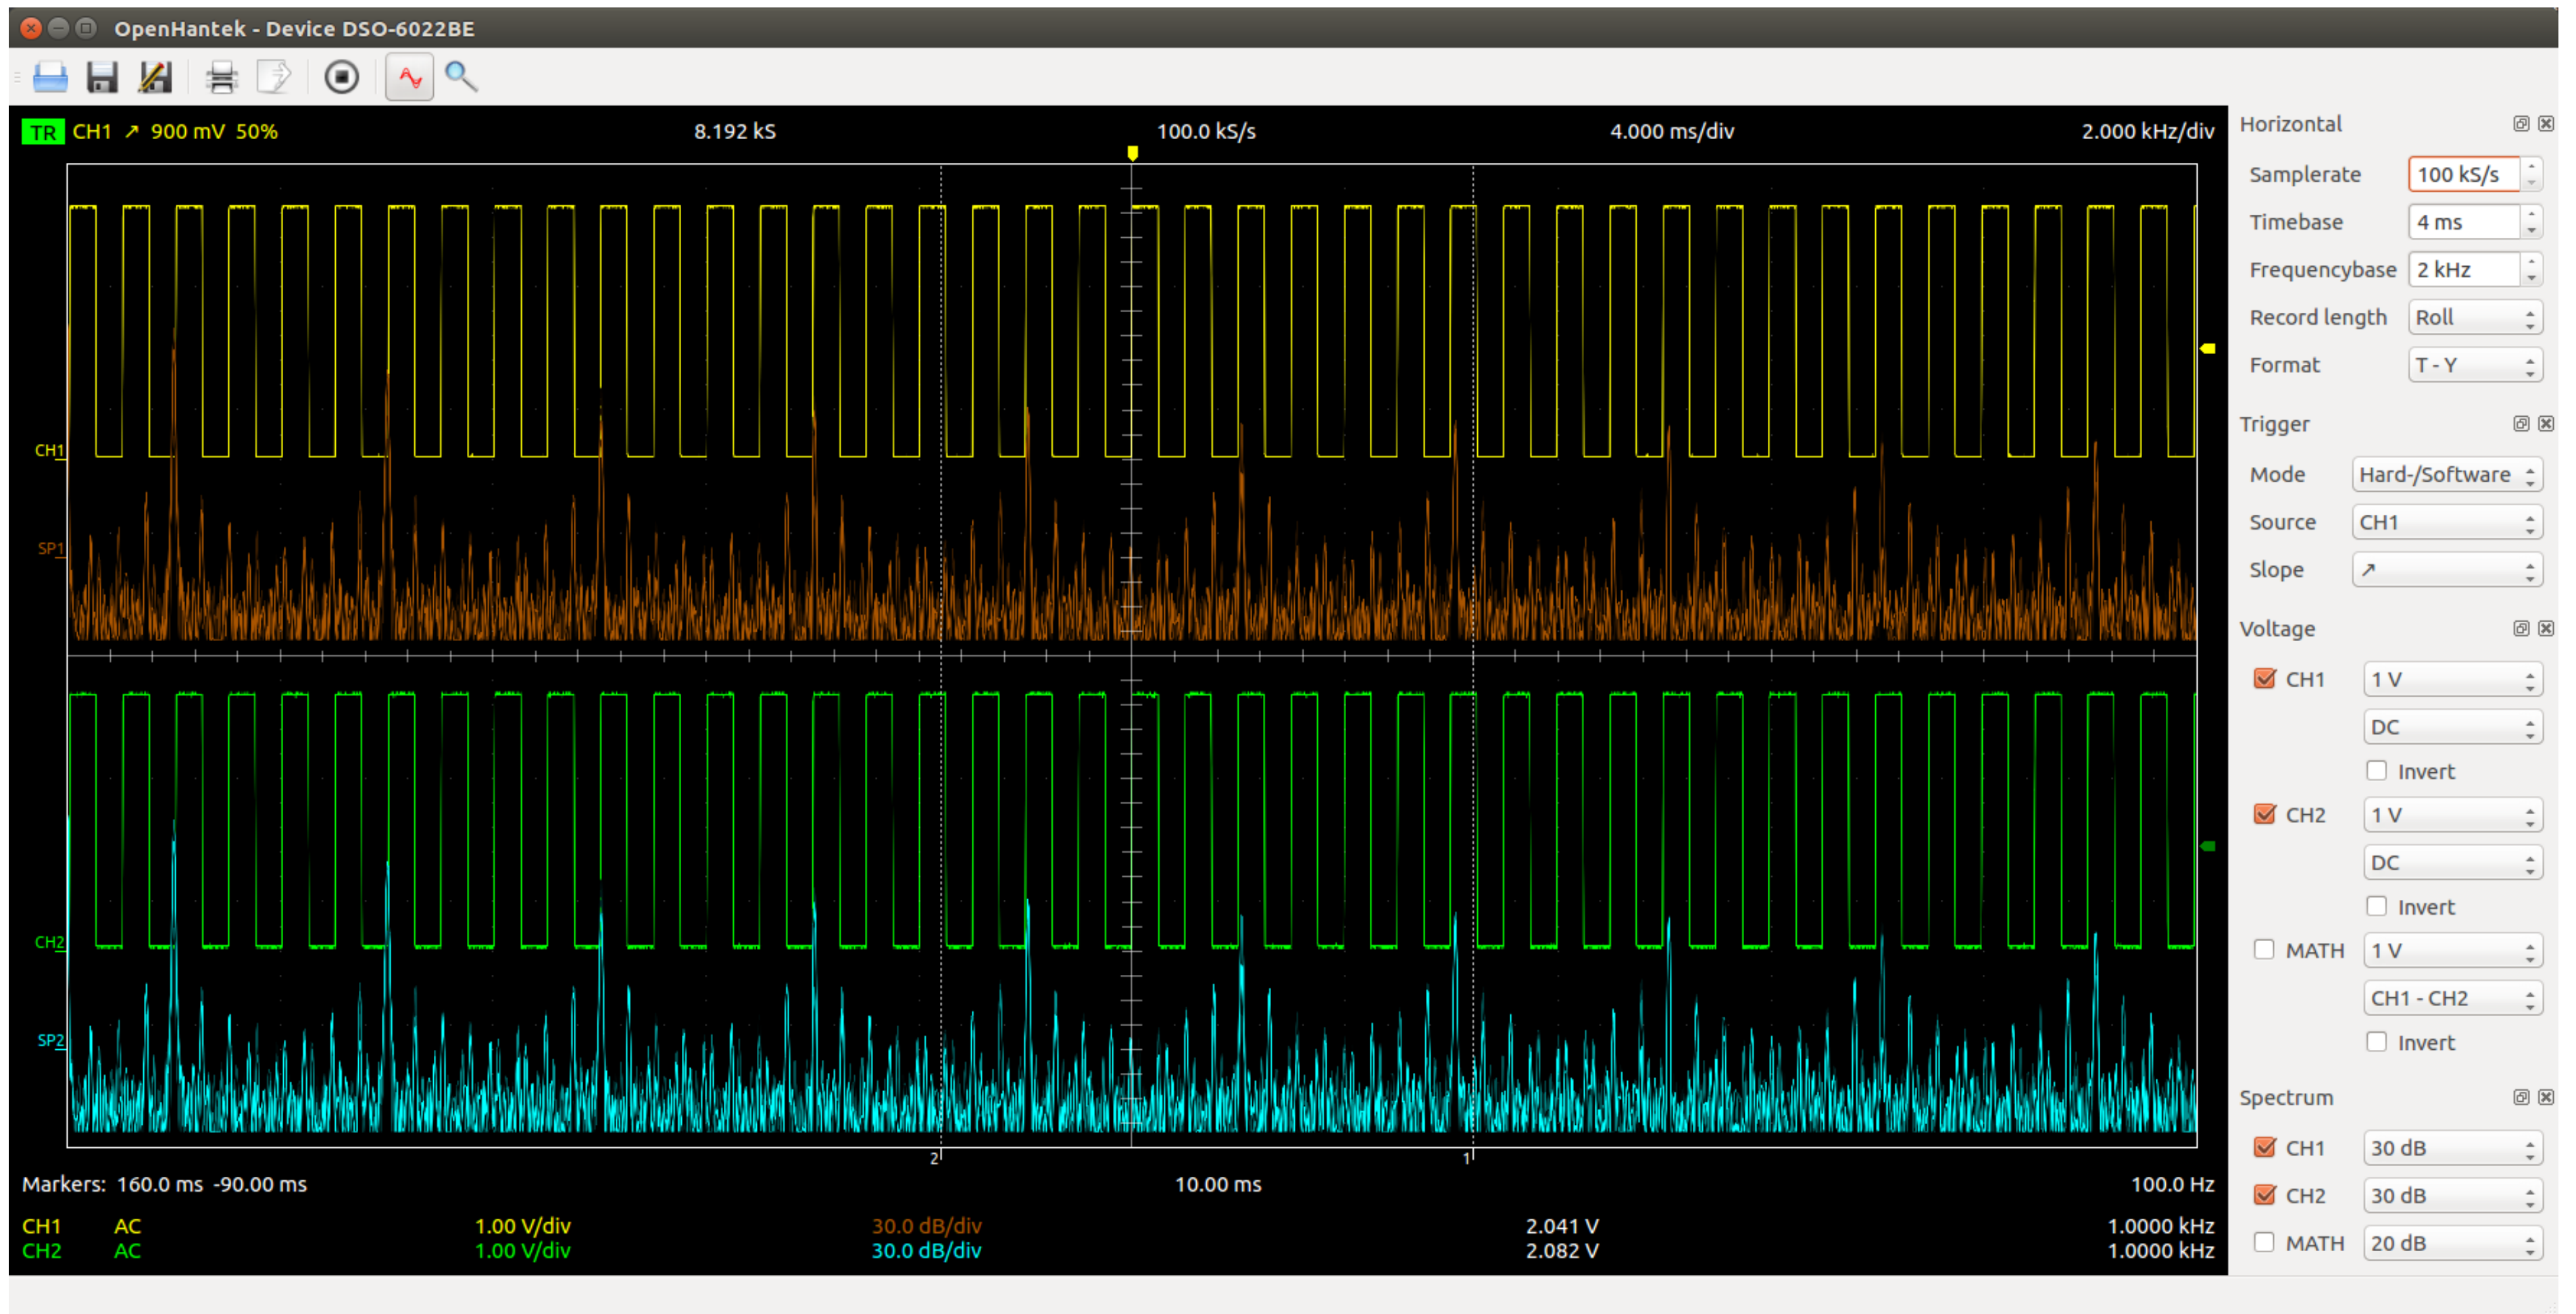 OpenHantek - Device DSO-6022BE
TR CH1 ↗ 900 mV 50% 8.192 kS 100.0 kS/s 4.000 ms/div 2.000 kHz/div
CH1
SP1
CH2
SP2
2 1
Markers: 160.0 ms -90.00 ms 10.00 ms 100.0 Hz
CH1 AC 1.00 V/div 30.0 dB/div 2.041 V 1.0000 kHz
CH2 AC 1.00 V/div 30.0 dB/div 2.082 V 1.0000 kHz
Horizontal
Samplerate 100 kS/s
Timebase 4 ms
Frequencybase 2 kHz
Record length Roll
Format T - Y
Trigger
Mode Hard-/Software
Source CH1
Slope ↗
Voltage
CH1 1 V
DC
Invert
CH2 1 V
DC
Invert
MATH 1 V
CH1 - CH2
Invert
Spectrum
CH1 30 dB
CH2 30 dB
MATH 20 dB